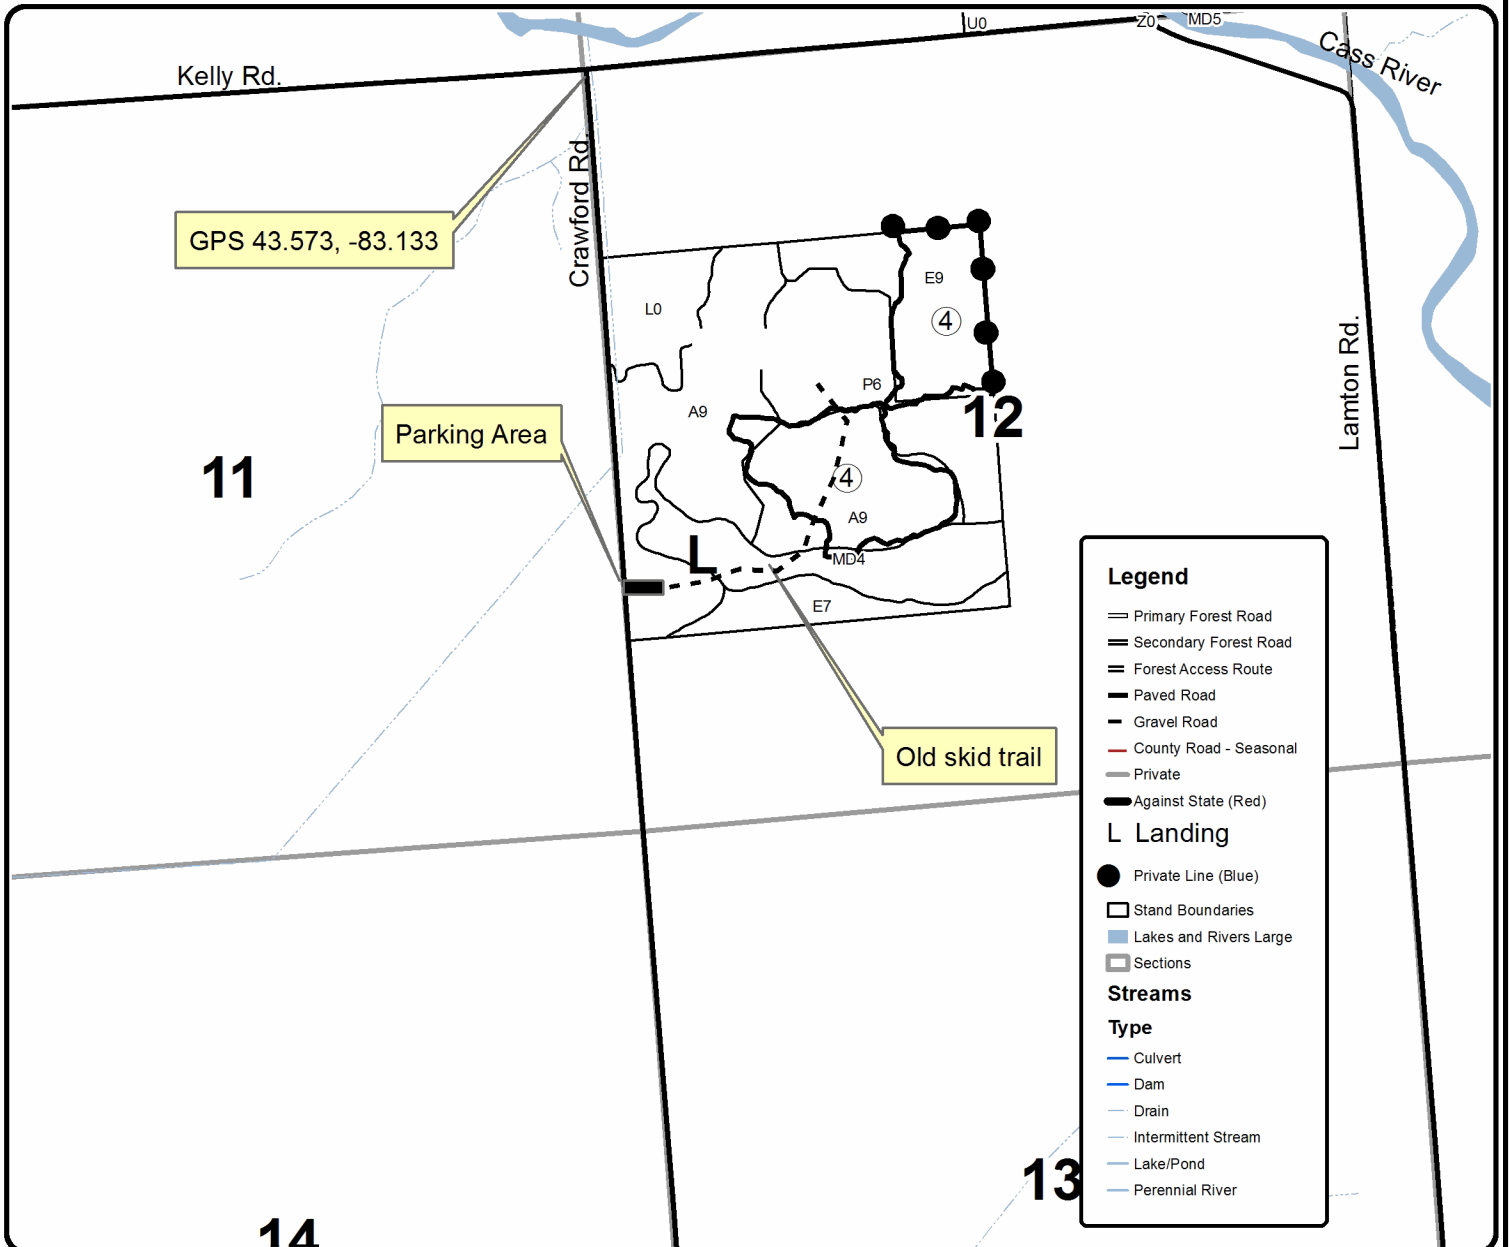 U0
Z0
MD5
Cass River
Kelly Rd.
Crawford Rd.
GPS 43.573, -83.133
E9
L0
4
Lamton Rd.
P6
A9
12
Parking Area
11
4
A9
L
MD4
E7
Old skid trail
Legend
Primary Forest Road
Secondary Forest Road
Forest Access Route
Paved Road
Gravel Road
County Road - Seasonal
Private
Against State (Red)
L Landing
Private Line (Blue)
Stand Boundaries
Lakes and Rivers Large
Sections
Streams
Type
Culvert
Dam
Drain
Intermittent Stream
Lake/Pond
Perennial River
13
14